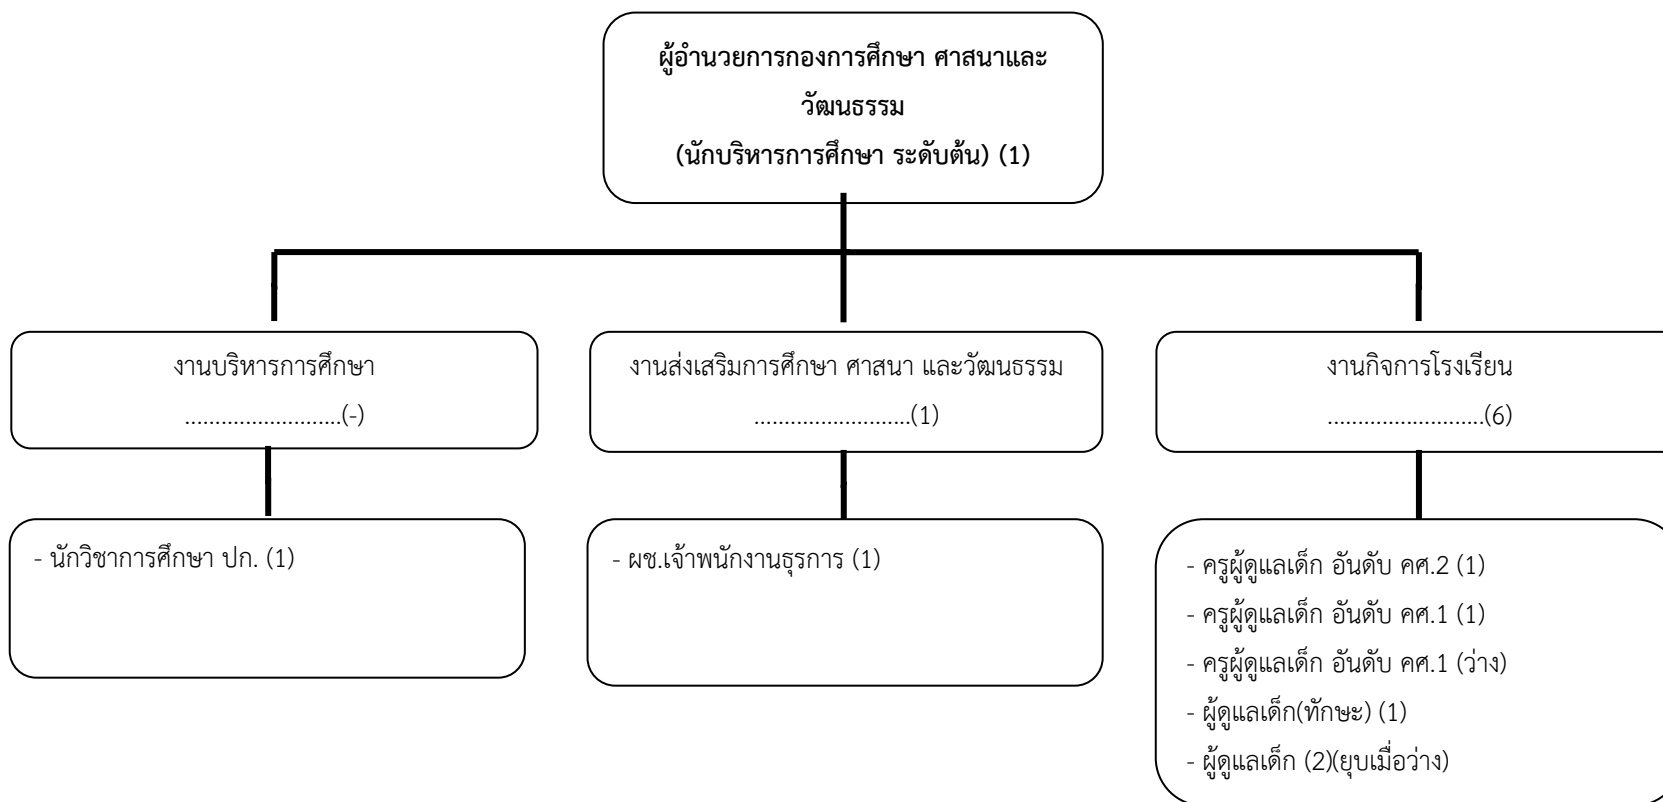 ผู้อำนวยการกองการศึกษา ศาสนาและ
วัฒนธรรม
(นักบริหารการศึกษา ระดับต้น) (1)
งานบริหารการศึกษา
..........................(-)
งานส่งเสริมการศึกษา ศาสนา และวัฒนธรรม
..........................(1)
งานกิจการโรงเรียน
..........................(6)
- นักวิชาการศึกษา ปก. (1)
- ผช.เจ้าพนักงานธุรการ (1)
- ครูผู้ดูแลเด็ก อันดับ คศ.2 (1)
- ครูผู้ดูแลเด็ก อันดับ คศ.1 (1)
- ครูผู้ดูแลเด็ก อันดับ คศ.1 (ว่าง)
- ผู้ดูแลเด็ก(ทักษะ) (1)
- ผู้ดูแลเด็ก (2)(ยุบเมื่อว่าง)